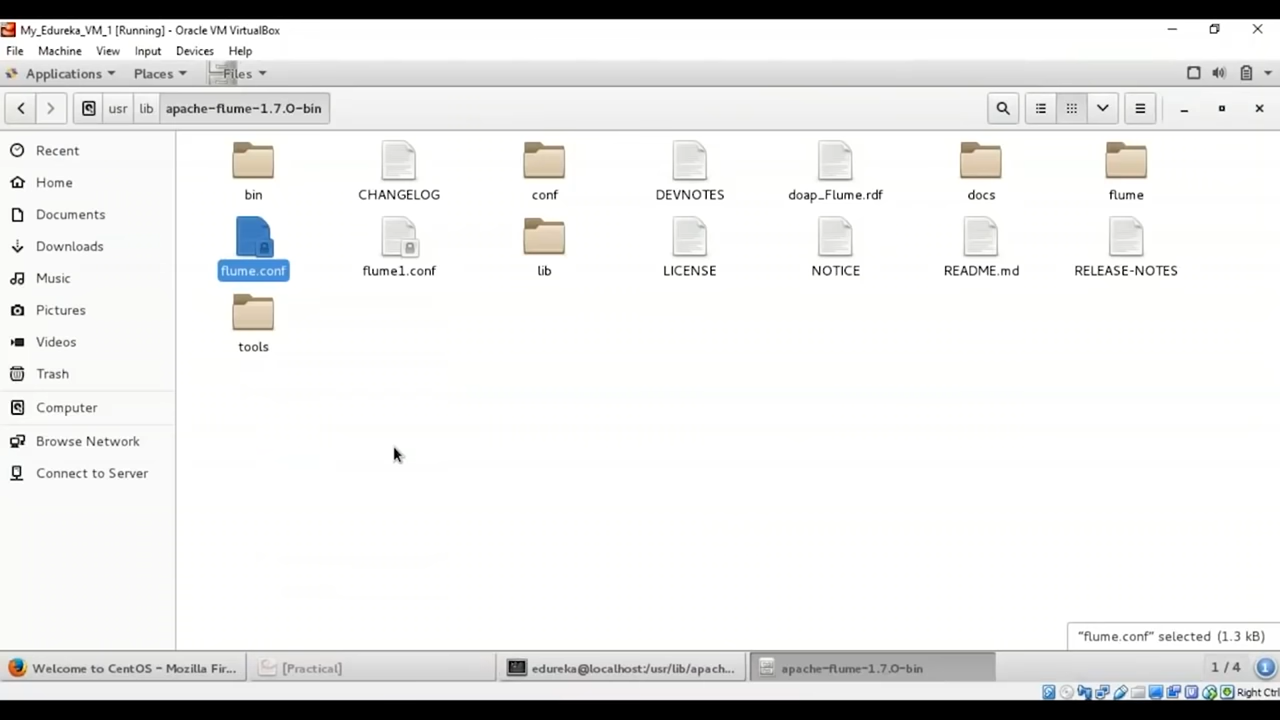 My_Edureka_VM_1 [Running] - Oracle VM VirtualBox
File Machine View Input Devices Help
Applications Places Files
usr lib apache-flume-1.7.0-bin
Recent
Home
Documents
Downloads
Music
Pictures
Videos
Trash
Computer
Browse Network
Connect to Server
bin CHANGELOG conf DEVNOTES doap_Flume.rdf docs flume
flume.conf flume1.conf lib LICENSE NOTICE README.md RELEASE-NOTES
tools
"flume.conf" selected (1.3 kB)
Welcome to CentOS - Mozilla Fir... [Practical] edureka@localhost:/usr/lib/apach... apache-flume-1.7.0-bin 1 / 4 1
Right Ctrl